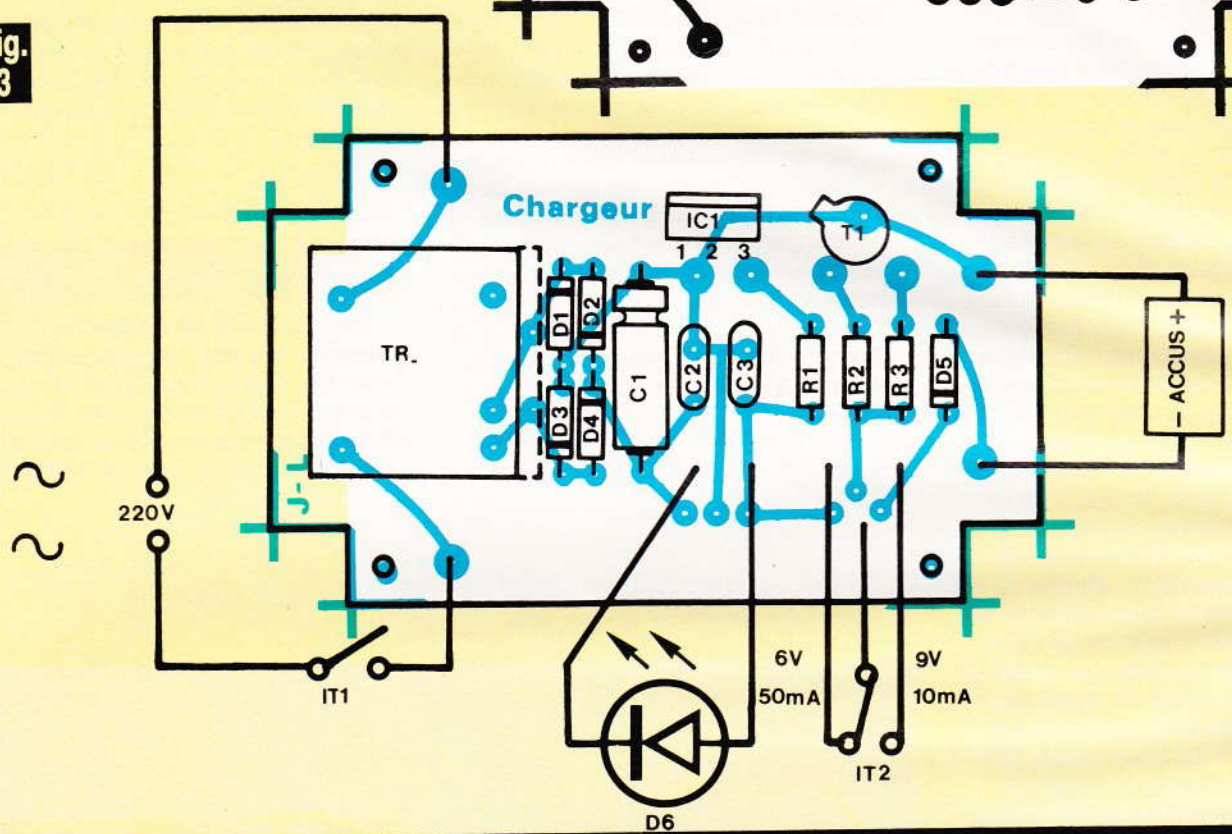 ig.
3
Chargeur
IC1
1 2 3
T1
TR.
D1
D2
D3
D4
C1
C2
C3
R1
R2
R3
D5
- ACCUS +
220V
IT1
6V
50mA
9V
10mA
IT2
D6